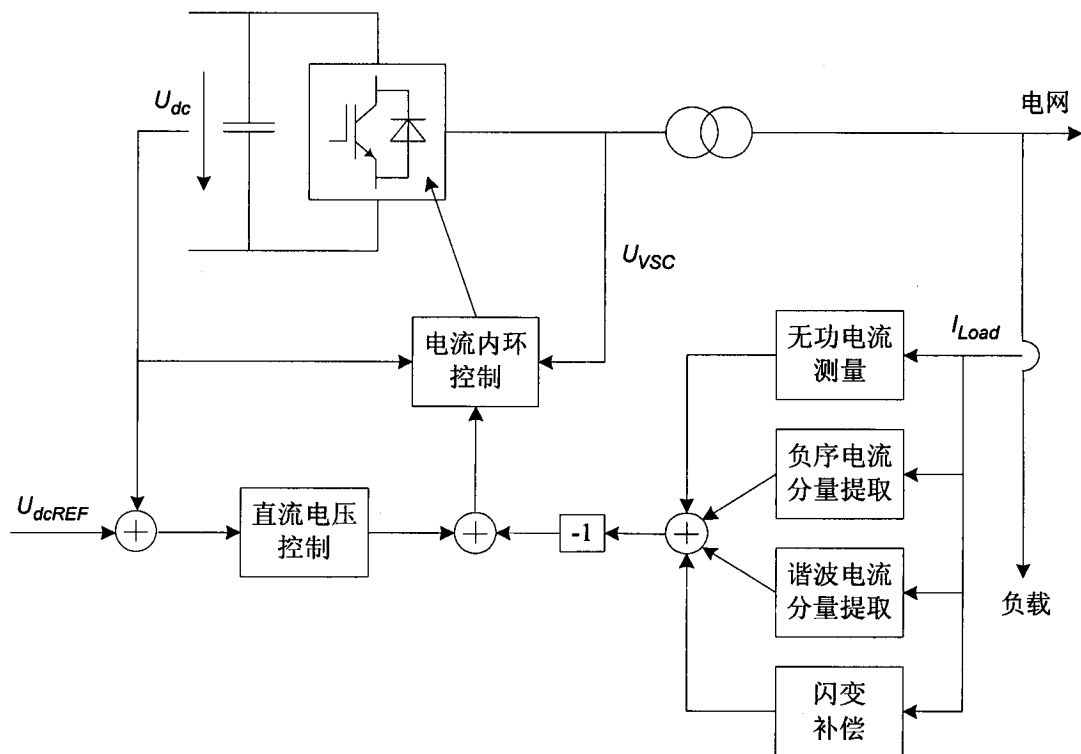 电网
U_dc
U_VSC
电流内环
控制
无功电流
测量
I_Load
负序电流
分量提取
U_dcREF
+
直流电压
控制
+
-1
+
谐波电流
分量提取
负载
闪变
补偿